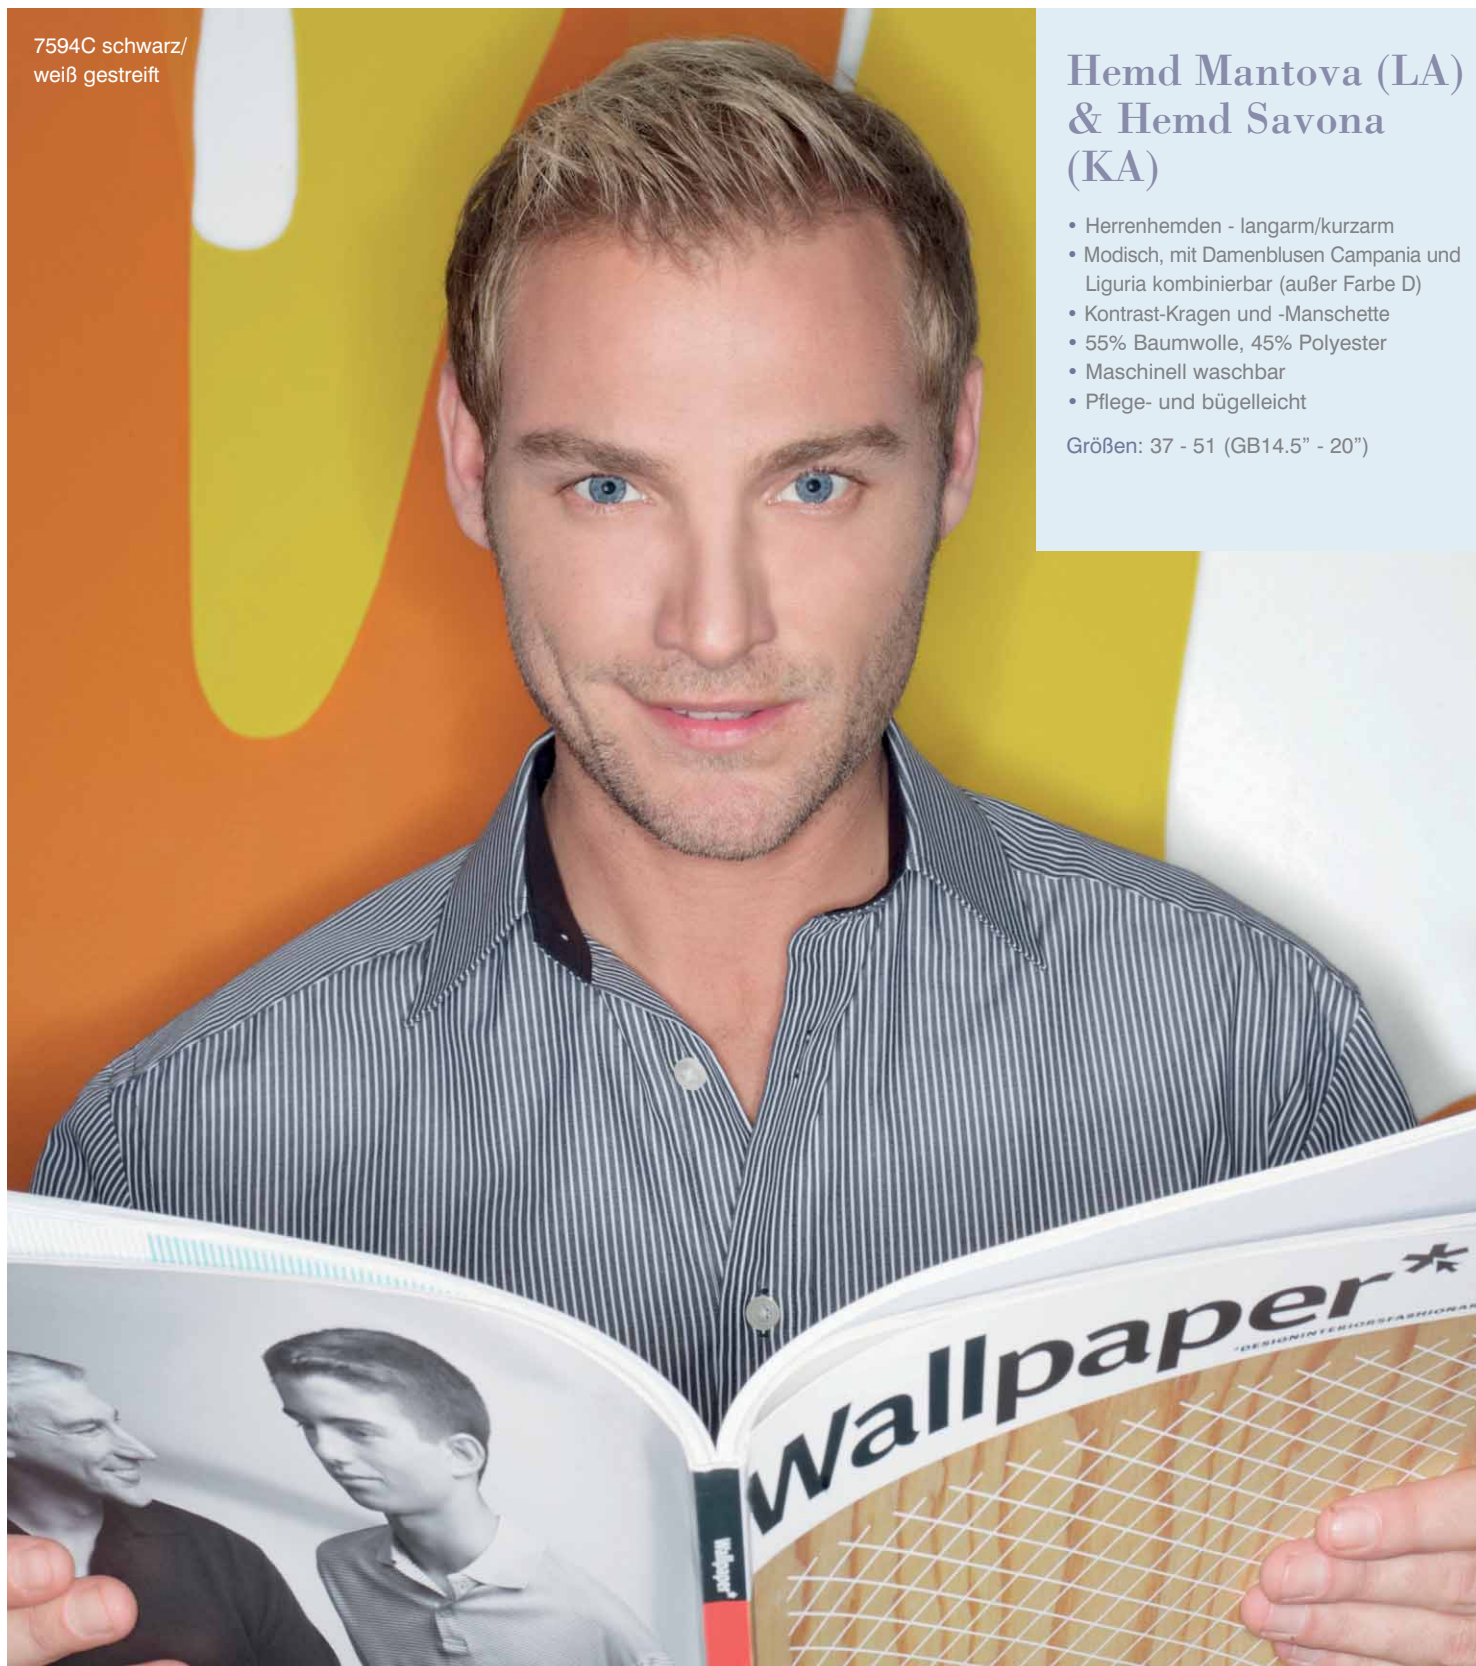 7594C schwarz/
weiß gestreift
Hemd Mantova (LA)
& Hemd Savona
(KA)
• Herrenhemden - langarm/kurzarm
• Modisch, mit Damenblusen Campania und
Liguria kombinierbar (außer Farbe D)
• Kontrast-Kragen und -Manschette
• 55% Baumwolle, 45% Polyester
• Maschinell waschbar
• Pflege- und bügelleicht
Größen: 37 - 51 (GB14.5” - 20”)
Wallpaper*
*DESIGNINTERIORSFASHIONAR
Wallpaper*